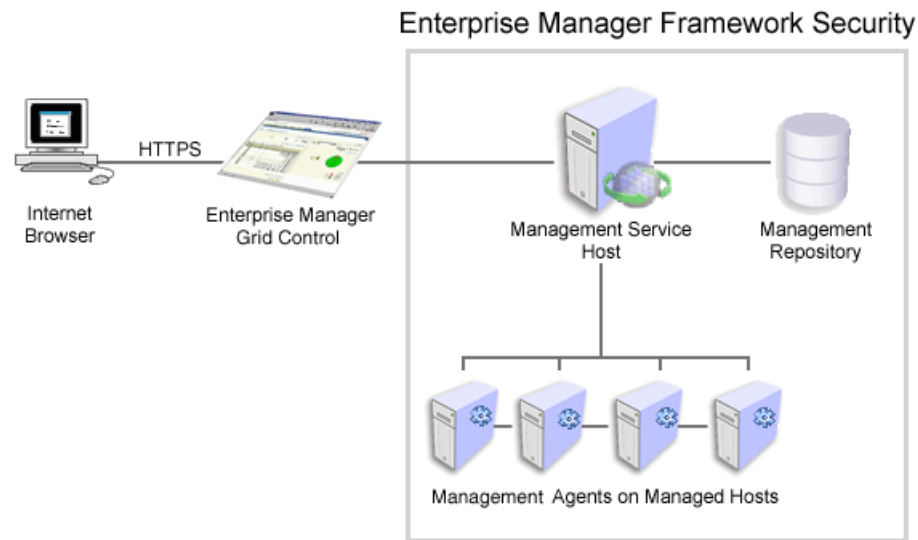 Enterprise Manager Framework Security
HTTPS
Internet
Browser
Enterprise Manager
Grid Control
Management Service
Host
Management
Repository
Management Agents on Managed Hosts